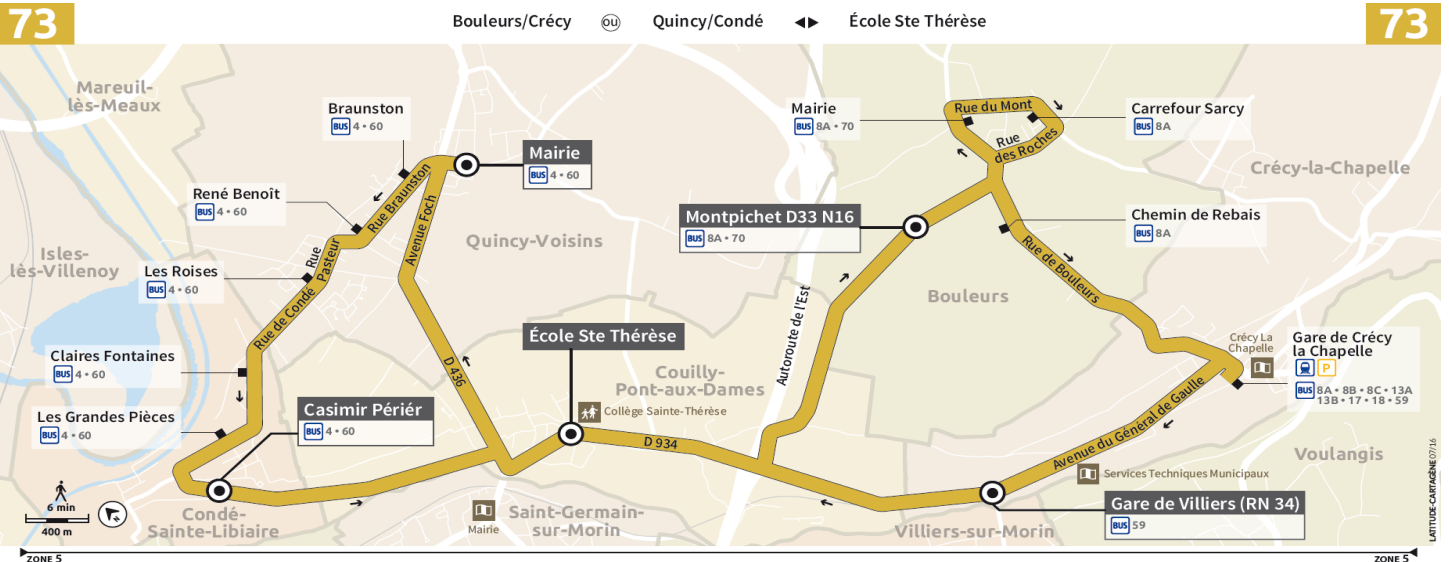 73
Bouleurs/Crécy ou Quincy/Condé École Ste Thérèse
73
Mareuil-
lès-Meaux
Braunston
BUS 4 • 60
Mairie
BUS 4 • 60
René Benoît
BUS 4 • 60
Rue Braunston
Avenue Foch
Quincy-Voisins
Isles-
lès-Villenoy
Les Roises
BUS 4 • 60
Rue
Pasteur
Rue de Condé
Claires Fontaines
BUS 4 • 60
Les Grandes Pièces
BUS 4 • 60
Casimir Périér
BUS 4 • 60
D 436
École Ste Thérèse
Collège Sainte-Thérèse
Couilly-
Pont-aux-Dames
D 934
Autoroute de l'Est
Mairie
BUS 8A • 70
Rue du Mont
Rue
des Roches
Carrefour Sarcy
BUS 8A
Crécy-la-Chapelle
Montpichet D33 N16
BUS 8A • 70
Chemin de Rebais
BUS 8A
Rue de Bouleurs
Bouleurs
Crécy La
Chapelle
Gare de Crécy
la Chapelle
P
BUS 8A • 8B • 8C • 13A
13B • 17 • 18 • 59
Avenue du Général de Gaulle
Services Techniques Municipaux
Voulangis
Gare de Villiers (RN 34)
BUS 59
Villiers-sur-Morin
Saint-Germain-
sur-Morin
Mairie
Condé-
Sainte-Libiaire
6 min
400 m
LATITUDE-CARTAGÈNE 07/16
ZONE 5
ZONE 5